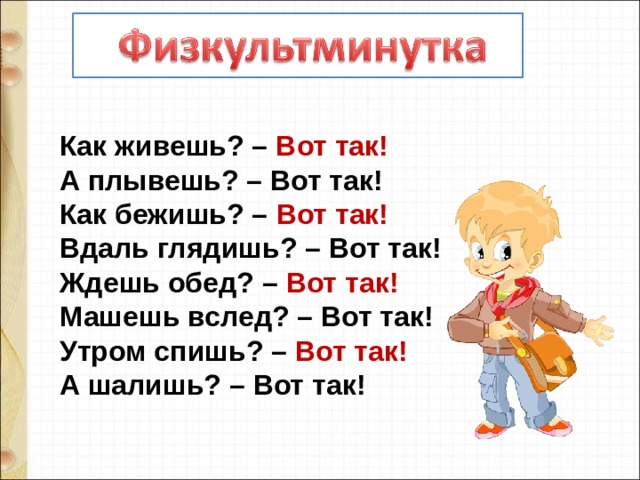 Физкультминутка
Как живешь? – Вот так!
А плывешь? – Вот так!
Как бежишь? – Вот так!
Вдаль глядишь? – Вот так!
Ждешь обед? – Вот так!
Машешь вслед? – Вот так!
Утром спишь? – Вот так!
А шалишь? – Вот так!